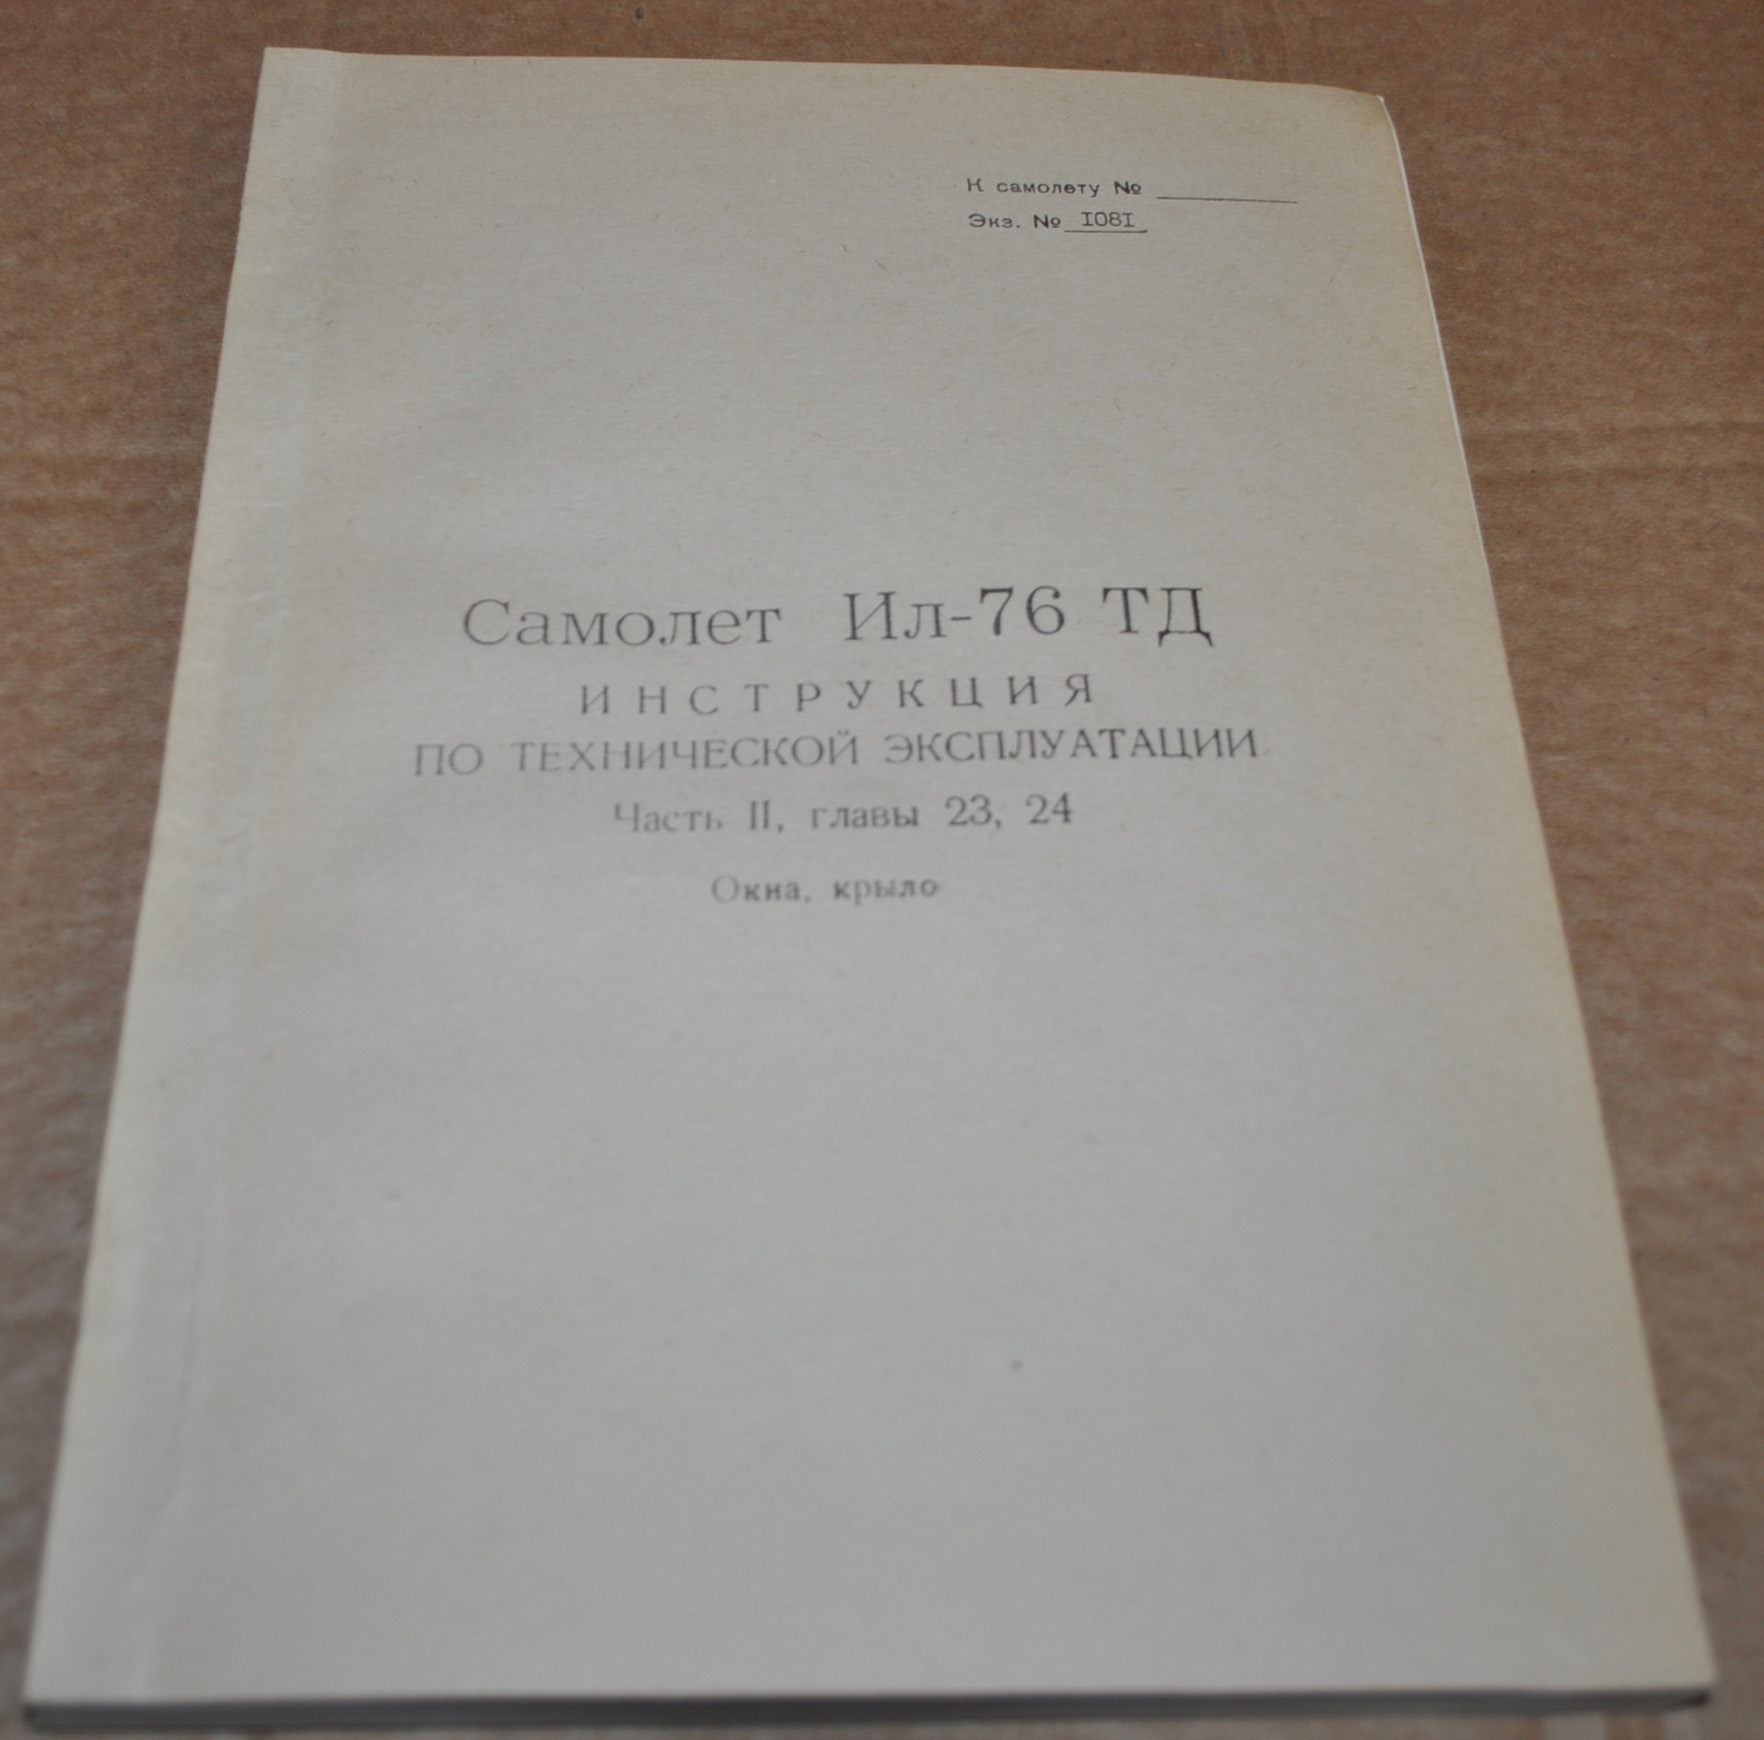 К самолету № ________
Экз. № I08I
Самолет Ил-76 ТД
ИНСТРУКЦИЯ
ПО ТЕХНИЧЕСКОЙ ЭКСПЛУАТАЦИИ
Часть II, главы 23, 24
Окна, крыло